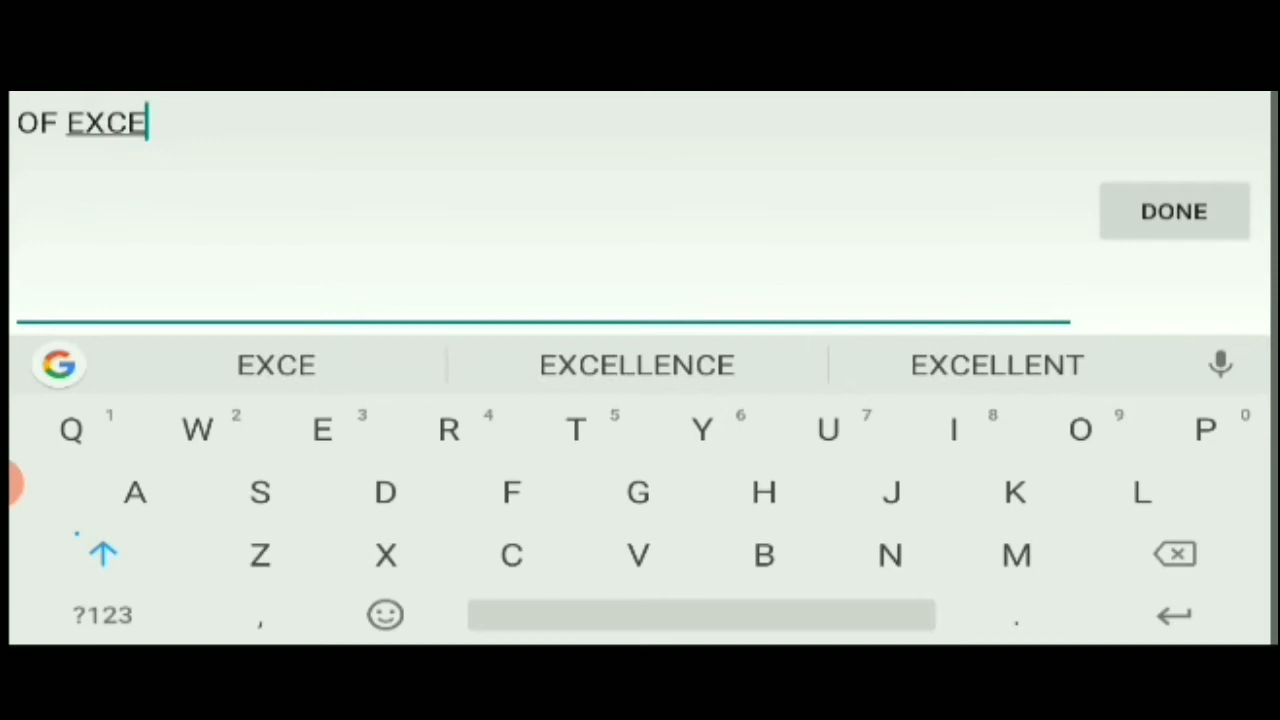 OF EXCE
DONE
G EXCE EXCELLENCE EXCELLENT
Q 1 W 2 E 3 R 4 T 5 Y 6 U 7 I 8 O 9 P 0
A S D F G H J K L
Z X C V B N M
?123 , .